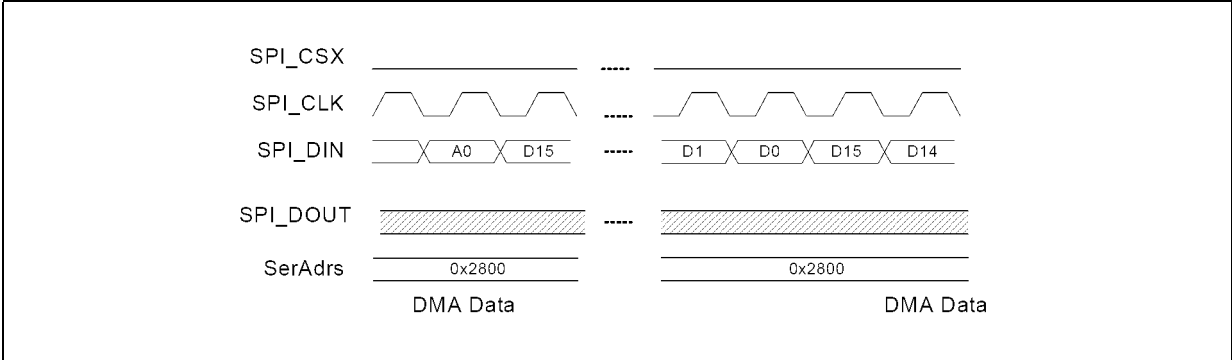 SPI_CSX
SPI_CLK
SPI_DIN A0 D15 D1 D0 D15 D14
SPI_DOUT
SerAdrs 0x2800 0x2800
DMA Data DMA Data